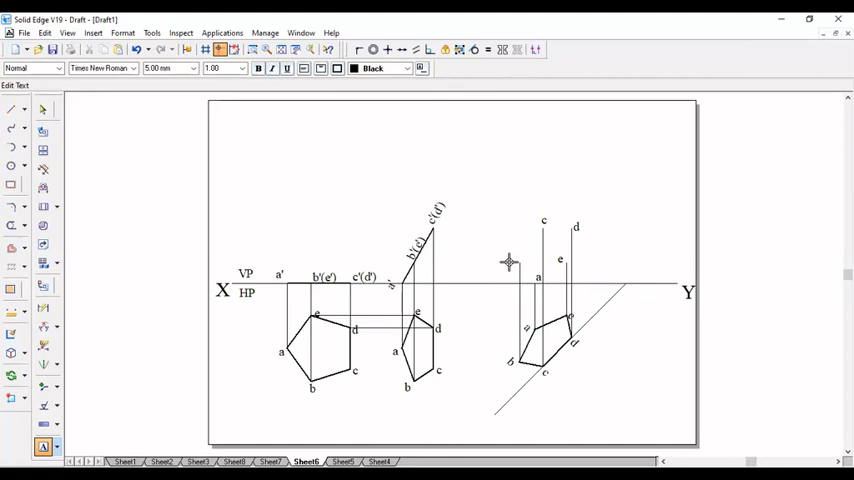 Solid Edge V19 - Draft - [Draft1]
File Edit View Insert Format Tools Inspect Applications Manage Window Help
Normal Times New Roman 5.00 mm 1.00 B I U Black A
Edit Text
c'(d')
c d
b'(e')
e
VP a' b'(e') c'(d') a' a
X HP Y
e e e
d d a d
a a b c
b c b c
Sheet1 Sheet2 Sheet3 Sheet8 Sheet7 Sheet6 Sheet5 Sheet4